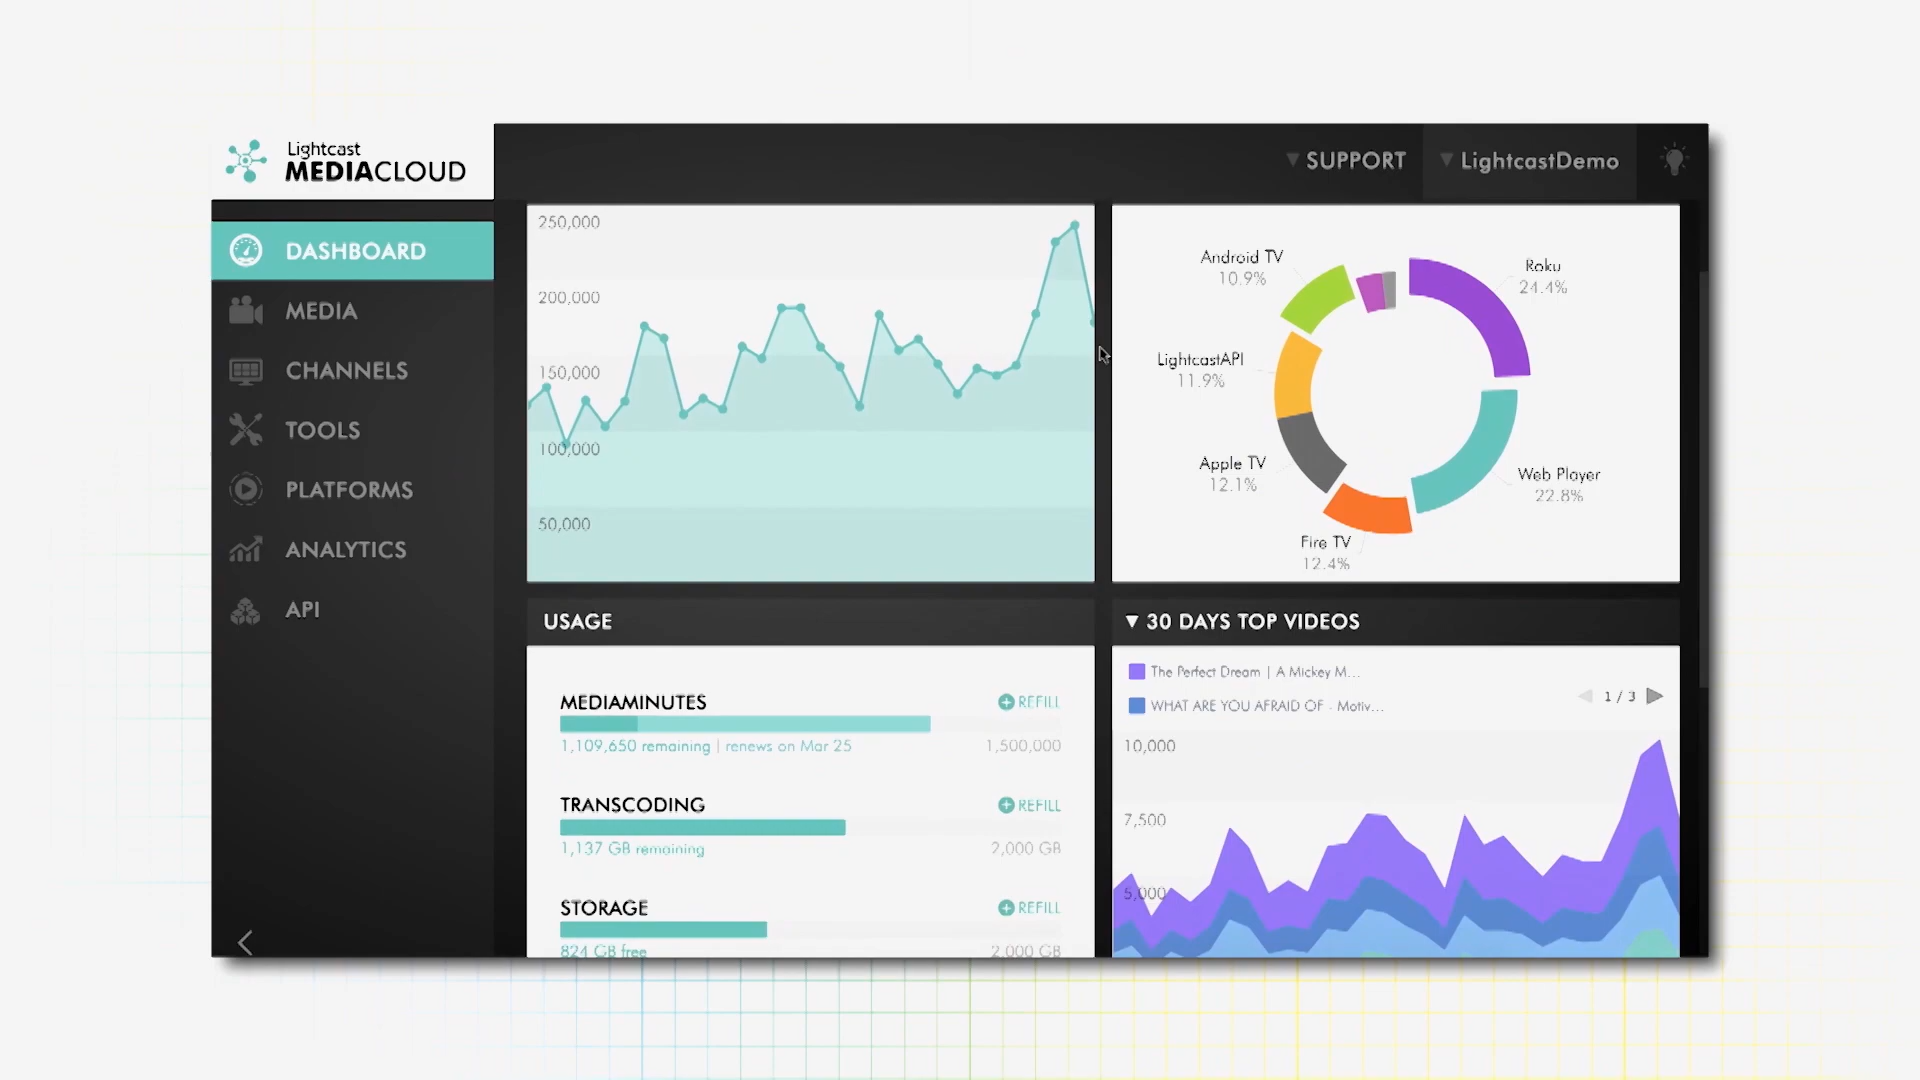 Lightcast
MEDIACLOUD
SUPPORT
LightcastDemo
DASHBOARD
MEDIA
CHANNELS
TOOLS
PLATFORMS
ANALYTICS
API
250,000
200,000
150,000
100,000
50,000
Android TV
10.9%
Roku
24.4%
LightcastAPI
11.9%
Apple TV
12.1%
Web Player
22.8%
Fire TV
12.4%
USAGE
MEDIAMINUTES
REFILL
1,109,650 remaining | renews on Mar 25
1,500,000
TRANSCODING
REFILL
1,137 GB remaining
2,000 GB
STORAGE
REFILL
824 GB free
2,000 GB
30 DAYS TOP VIDEOS
The Perfect Dream | A Mickey M...
WHAT ARE YOU AFRAID OF - Motiv...
1 / 3
10,000
7,500
5,000